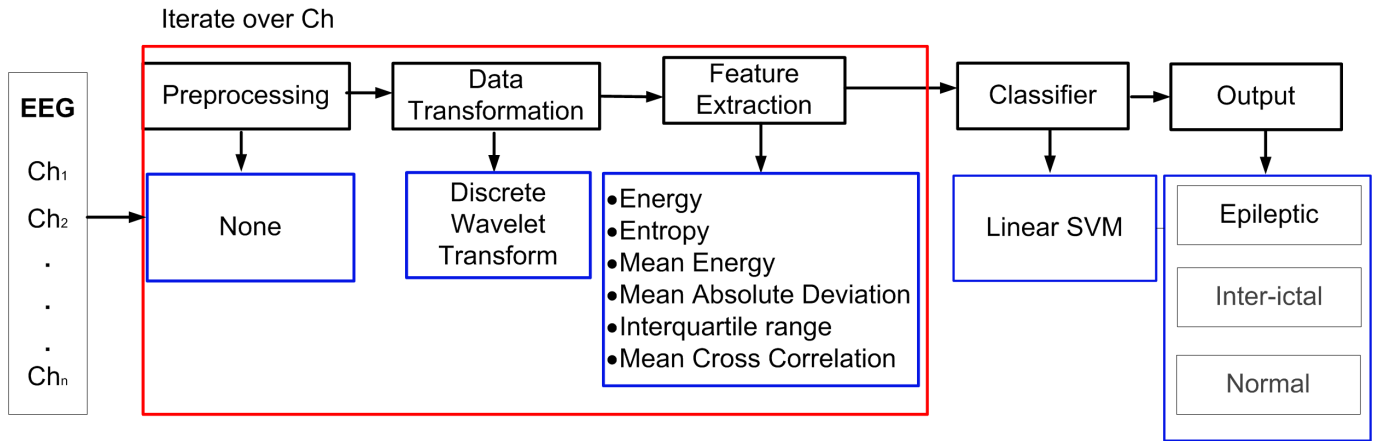 Iterate over Ch
EEG
Ch1
Ch2
.
.
.
Chn
Preprocessing
None
Data
Transformation
Discrete
Wavelet
Transform
Feature
Extraction
•Energy
•Entropy
•Mean Energy
•Mean Absolute Deviation
•Interquartile range
•Mean Cross Correlation
Classifier
Linear SVM
Output
Epileptic
Inter-ictal
Normal